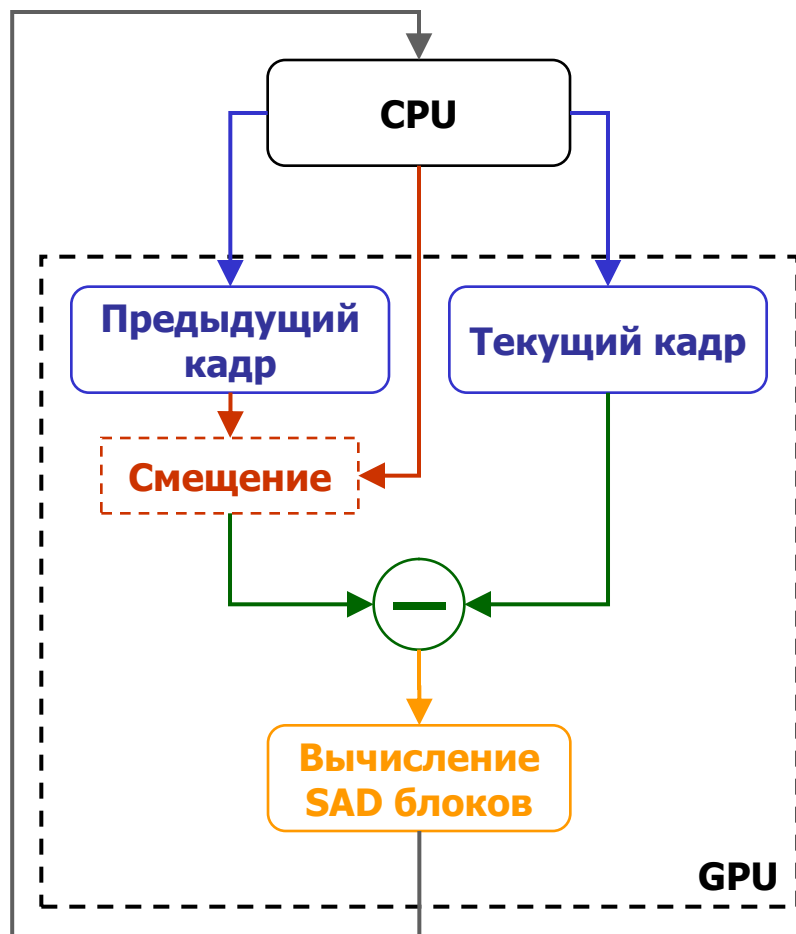 CPU
Предыдущий
кадр
Текущий кадр
Смещение
Вычисление
SAD блоков
GPU